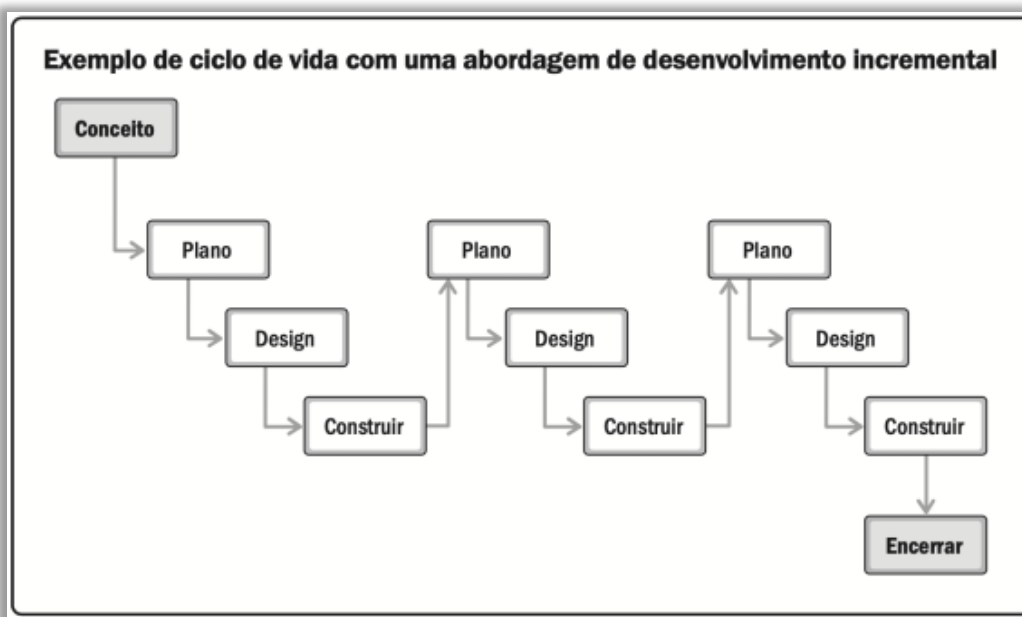 Exemplo de ciclo de vida com uma abordagem de desenvolvimento incremental
Conceito
Plano
Plano
Plano
Design
Design
Design
Construir
Construir
Construir
Encerrar